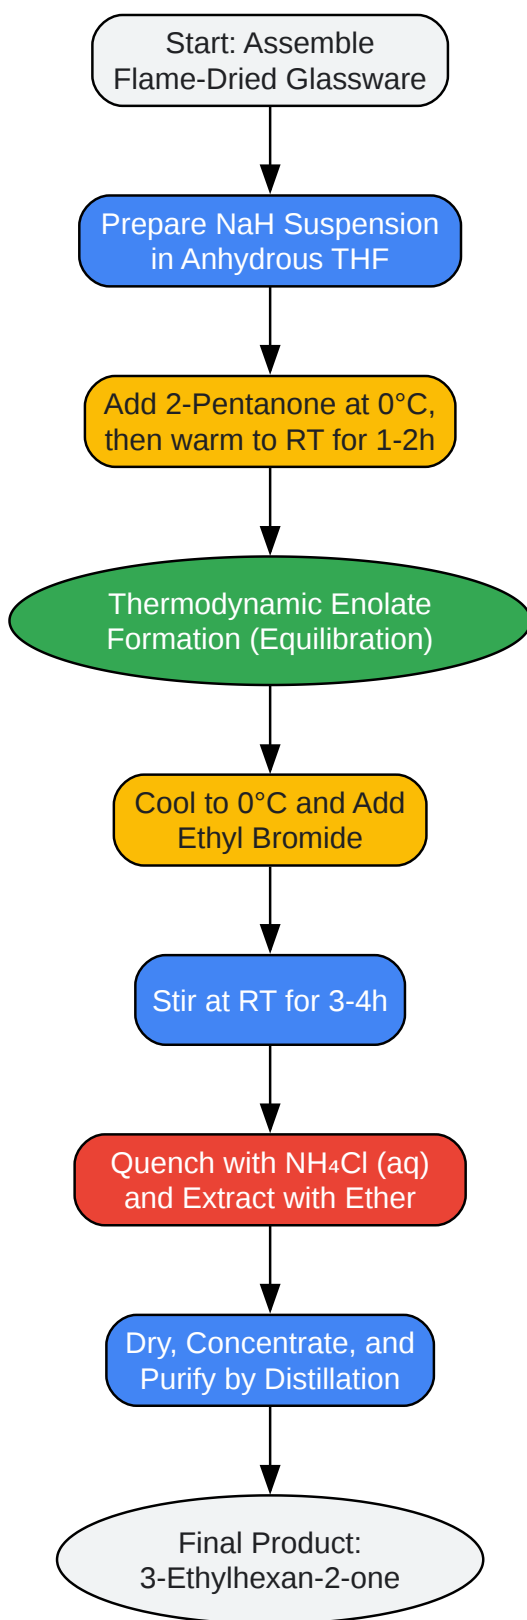 Start: Assemble
Flame-Dried Glassware
Prepare NaH Suspension
in Anhydrous THF
Add 2-Pentanone at 0°C,
then warm to RT for 1-2h
Thermodynamic Enolate
Formation (Equilibration)
Cool to 0°C and Add
Ethyl Bromide
Stir at RT for 3-4h
Quench with NH₄Cl (aq)
and Extract with Ether
Dry, Concentrate, and
Purify by Distillation
Final Product:
3-Ethylhexan-2-one